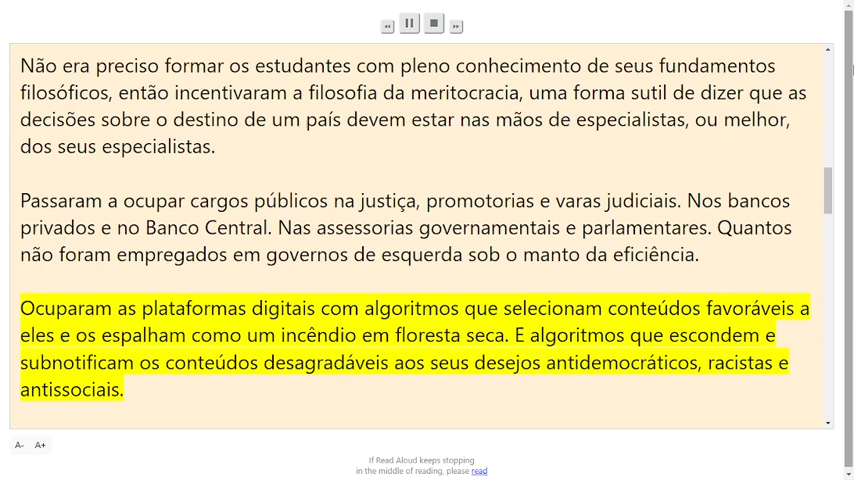 Não era preciso formar os estudantes com pleno conhecimento de seus fundamentos
filosóficos, então incentivaram a filosofia da meritocracia, uma forma sutil de dizer que as
decisões sobre o destino de um país devem estar nas mãos de especialistas, ou melhor,
dos seus especialistas.
Passaram a ocupar cargos públicos na justiça, promotorias e varas judiciais. Nos bancos
privados e no Banco Central. Nas assessorias governamentais e parlamentares. Quantos
não foram empregados em governos de esquerda sob o manto da eficiência.
Ocuparam as plataformas digitais com algoritmos que selecionam conteúdos favoráveis a
eles e os espalham como um incêndio em floresta seca. E algoritmos que escondem e
subnotificam os conteúdos desagradáveis aos seus desejos antidemocráticos, racistas e
antissociais.
A- A+
If Read Aloud keeps stopping
in the middle of reading, please read